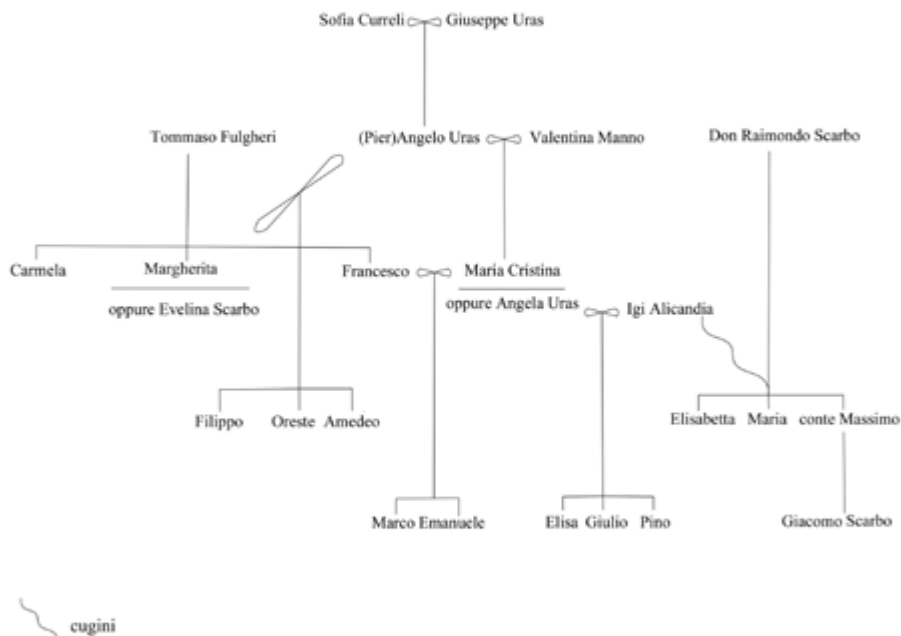 Sofia Curreli Giuseppe Uras
Tommaso Fulgheri (Pier)Angelo Uras Valentina Manno Don Raimondo Scarbo
Carmela Margherita Francesco Maria Cristina
oppure Evelina Scarbo oppure Angela Uras Igi Alicandia
Filippo Oreste Amedeo Elisabetta Maria conte Massimo
Marco Emanuele Elisa Giulio Pino Giacomo Scarbo
cugini